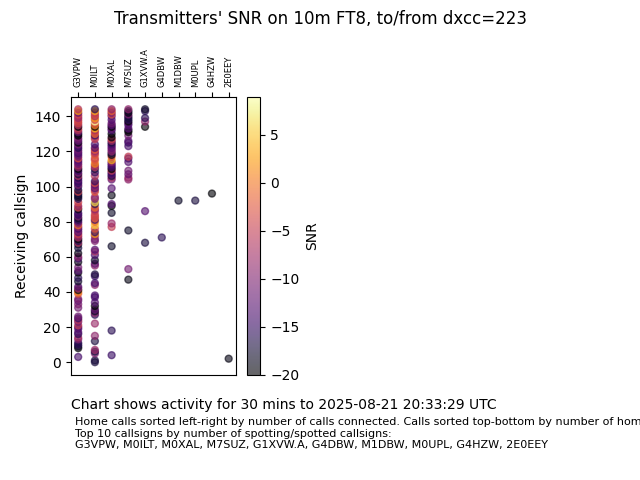 Transmitters' SNR on 10m FT8, to/from dxcc=223
G3VPW M0ILT M0XAL M7SUZ G1XVW.A G4DBW M1DBW M0UPL G4HZW 2E0EEY
140
120
100
80
60
40
20
0
Receiving callsign
5
0
−5
−10
−15
−20
SNR
Chart shows activity for 30 mins to 2025-08-21 20:33:29 UTC
Home calls sorted left-right by number of calls connected. Calls sorted top-bottom by number of hom
Top 10 callsigns by number of spotting/spotted callsigns:
G3VPW, M0ILT, M0XAL, M7SUZ, G1XVW.A, G4DBW, M1DBW, M0UPL, G4HZW, 2E0EEY